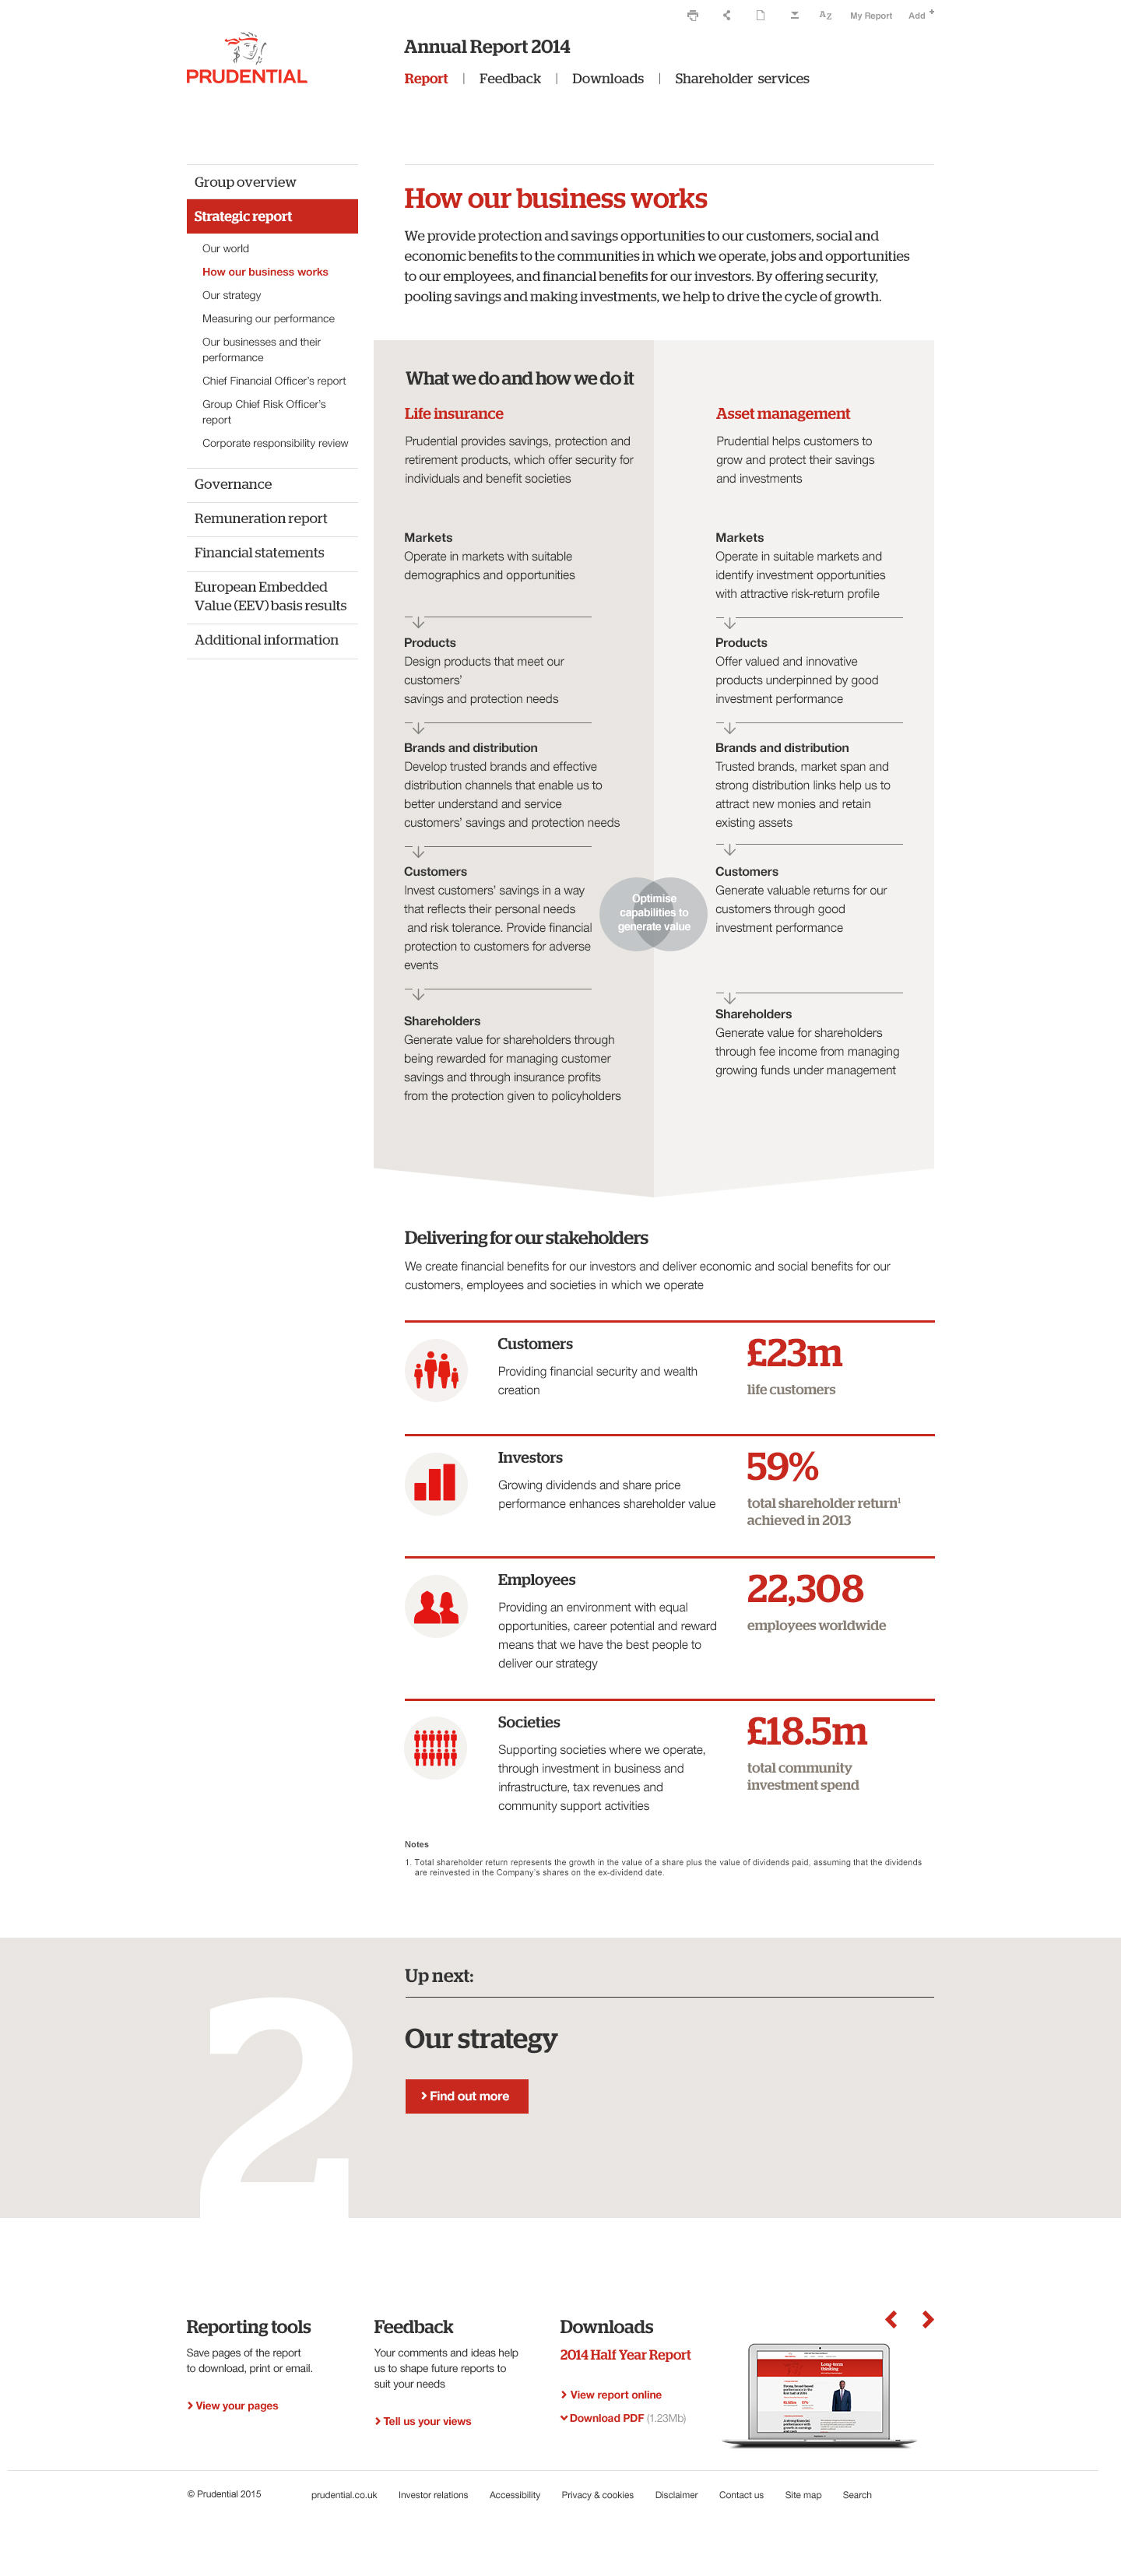 AZ
My Report
Add +
PRUDENTIAL
Annual Report 2014
Report | Feedback | Downloads | Shareholder services
Group overview
Strategic report
Our world
How our business works
Our strategy
Measuring our performance
Our businesses and their
performance
Chief Financial Officer's report
Group Chief Risk Officer's
report
Corporate responsibility review
Governance
Remuneration report
Financial statements
European Embedded
Value (EEV) basis results
Additional information
How our business works
We provide protection and savings opportunities to our customers, social and
economic benefits to the communities in which we operate, jobs and opportunities
to our employees, and financial benefits for our investors. By offering security,
pooling savings and making investments, we help to drive the cycle of growth.
What we do and how we do it
Life insurance
Prudential provides savings, protection and
retirement products, which offer security for
individuals and benefit societies
Markets
Operate in markets with suitable
demographics and opportunities
Products
Design products that meet our
customers'
savings and protection needs
Brands and distribution
Develop trusted brands and effective
distribution channels that enable us to
better understand and service
customers' savings and protection needs
Customers
Invest customers' savings in a way
that reflects their personal needs
and risk tolerance. Provide financial
protection to customers for adverse
events
Shareholders
Generate value for shareholders through
being rewarded for managing customer
savings and through insurance profits
from the protection given to policyholders
Optimise
capabilities to
generate value
Asset management
Prudential helps customers to
grow and protect their savings
and investments
Markets
Operate in suitable markets and
identify investment opportunities
with attractive risk-return profile
Products
Offer valued and innovative
products underpinned by good
investment performance
Brands and distribution
Trusted brands, market span and
strong distribution links help us to
attract new monies and retain
existing assets
Customers
Generate valuable returns for our
customers through good
investment performance
Shareholders
Generate value for shareholders
through fee income from managing
growing funds under management
Delivering for our stakeholders
We create financial benefits for our investors and deliver economic and social benefits for our
customers, employees and societies in which we operate
Customers
Providing financial security and wealth
creation
£23m
life customers
Investors
Growing dividends and share price
performance enhances shareholder value
59%
total shareholder return¹
achieved in 2013
Employees
Providing an environment with equal
opportunities, career potential and reward
means that we have the best people to
deliver our strategy
22,308
employees worldwide
Societies
Supporting societies where we operate,
through investment in business and
infrastructure, tax revenues and
community support activities
£18.5m
total community
investment spend
Notes
1. Total shareholder return represents the growth in the value of a share plus the value of dividends paid, assuming that the dividends
are reinvested in the Company's shares on the ex-dividend date.
2
Up next:
Our strategy
Find out more
Reporting tools
Save pages of the report
to download, print or email.
View your pages
Feedback
Your comments and ideas help
us to shape future reports to
suit your needs
Tell us your views
Downloads
2014 Half Year Report
View report online
Download PDF (1.23Mb)
Long-term
thinking
© Prudential 2015
prudential.co.uk
Investor relations
Accessibility
Privacy & cookies
Disclaimer
Contact us
Site map
Search